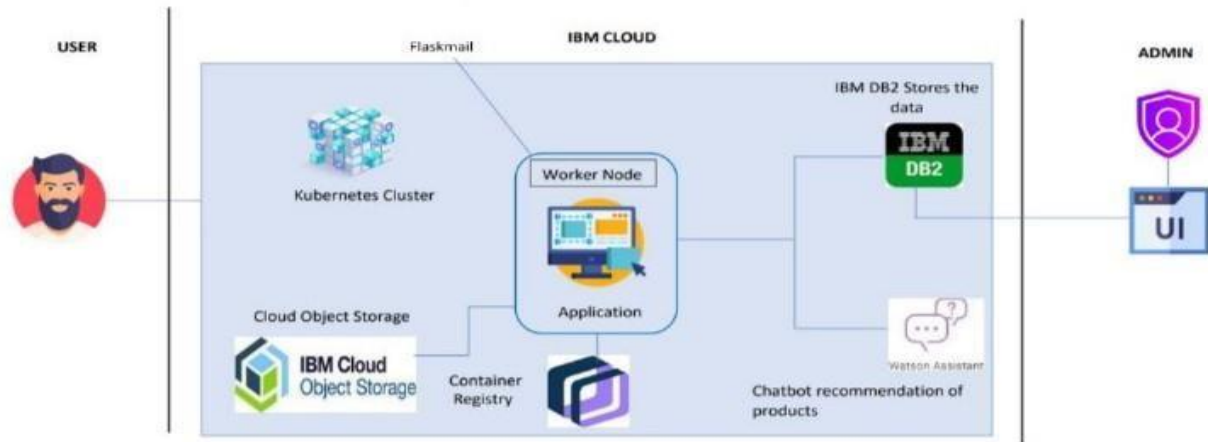 USER
IBM CLOUD
ADMIN
Flaskmail
IBM DB2 Stores the
data
IBM
DB2
Worker Node
Kubernetes Cluster
UI
Application
Cloud Object Storage
IBM Cloud
Object Storage
Container
Registry
?
Watson Assistant
Chatbot recommendation of
products